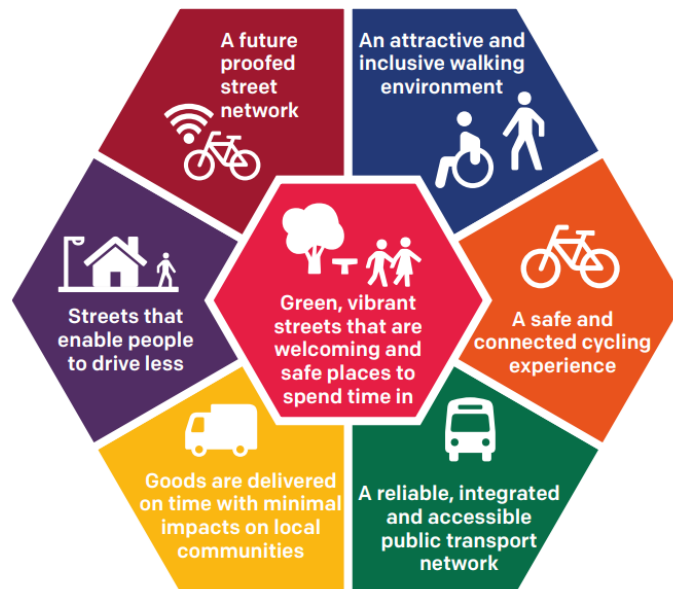 A future
proofed
street
network
An attractive and
inclusive walking
environment
Streets that
enable people
to drive less
Green, vibrant
streets that are
welcoming and
safe places to
spend time in
A safe and
connected cycling
experience
Goods are delivered
on time with minimal
impacts on local
communities
A reliable, integrated
and accessible
public transport
network